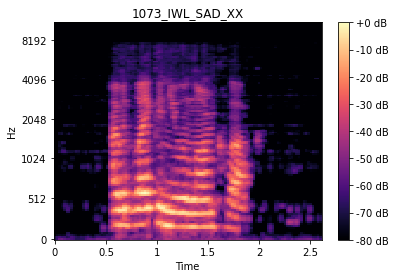 1073_IWL_SAD_XX
+0 dB
8192
-10 dB
4096
-20 dB
-30 dB
2048
Hz
-40 dB
1024
-50 dB
512
-60 dB
-70 dB
0
-80 dB
0 0.5 1 1.5 2 2.5
Time